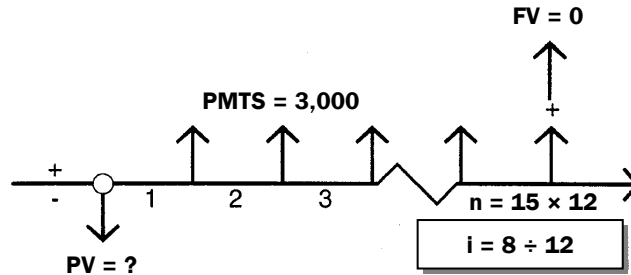 FV = 0
PMTS = 3,000
+
+
-
1 2 3
n = 15 × 12
i = 8 ÷ 12
PV = ?